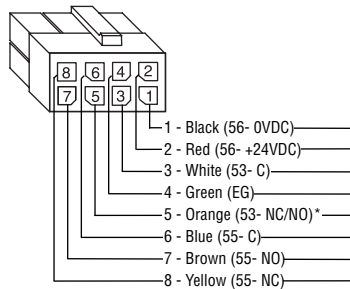 8 6 4 2
7 5 3 1
1 - Black (56- 0VDC)
2 - Red (56- +24VDC)
3 - White (53- C)
4 - Green (EG)
5 - Orange (53- NC/NO)*
6 - Blue (55- C)
7 - Brown (55- NO)
8 - Yellow (55- NC)